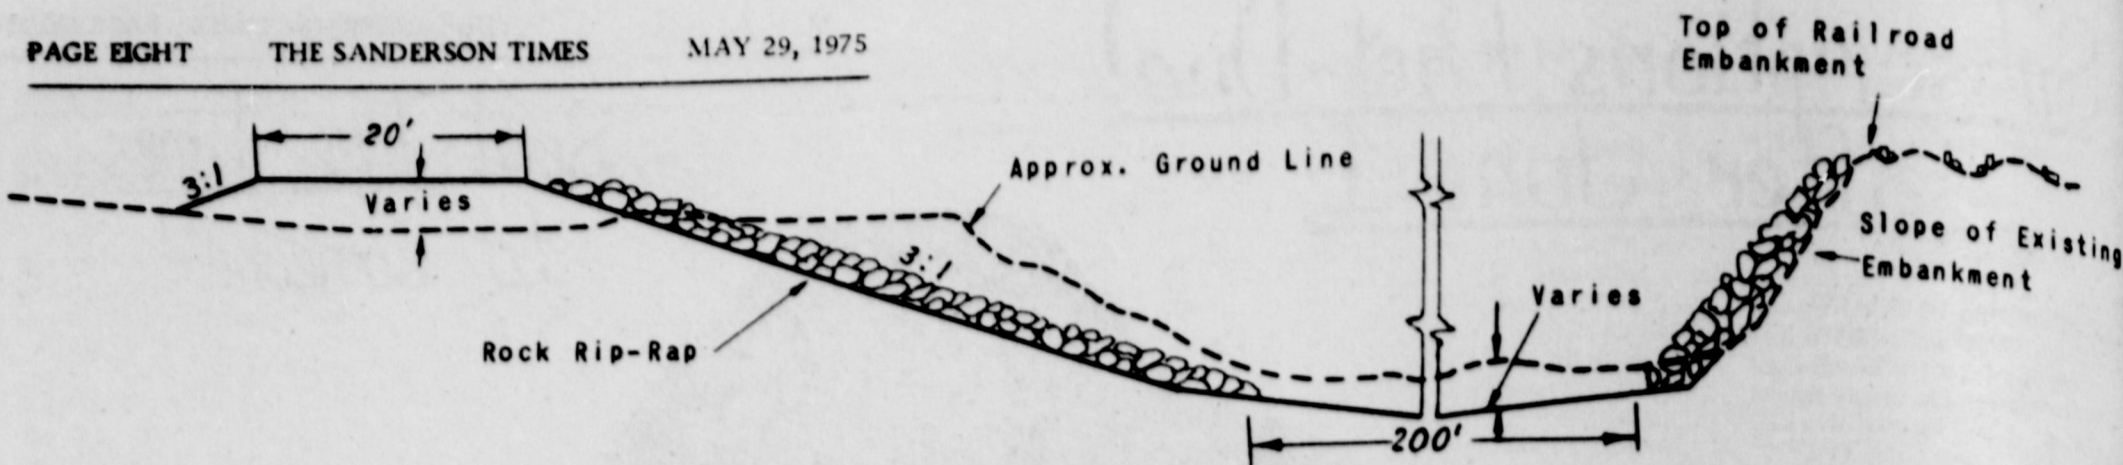 PAGE EIGHT THE SANDERSON TIMES MAY 29, 1975
Top of Railroad
Embankment
20'
3:1
Varies
Approx. Ground Line
Slope of Existing
Embankment
3:1
Varies
Rock Rip-Rap
200'